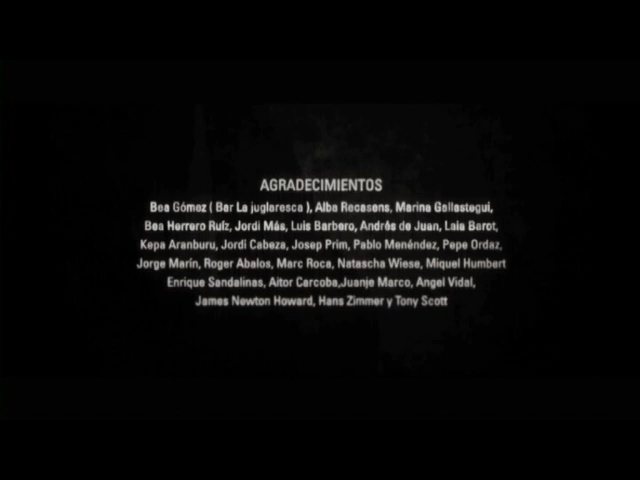 AGRADECIMIENTOS
Bea Gómez ( Bar La juglaresca ), Alba Recasens, Marina Gallastegui,
Bea Herrero Ruíz, Jordi Más, Luis Barbero, Andrés de Juan, Laia Barot,
Kepa Aranburu, Jordi Cabeza, Josep Prim, Pablo Menéndez, Pepe Ordaz,
Jorge Marín, Roger Abalos, Marc Roca, Natascha Wiese, Miquel Humbert
Enrique Sandalinas, Aitor Carcoba,Juanje Marco, Angel Vidal,
James Newton Howard, Hans Zimmer y Tony Scott